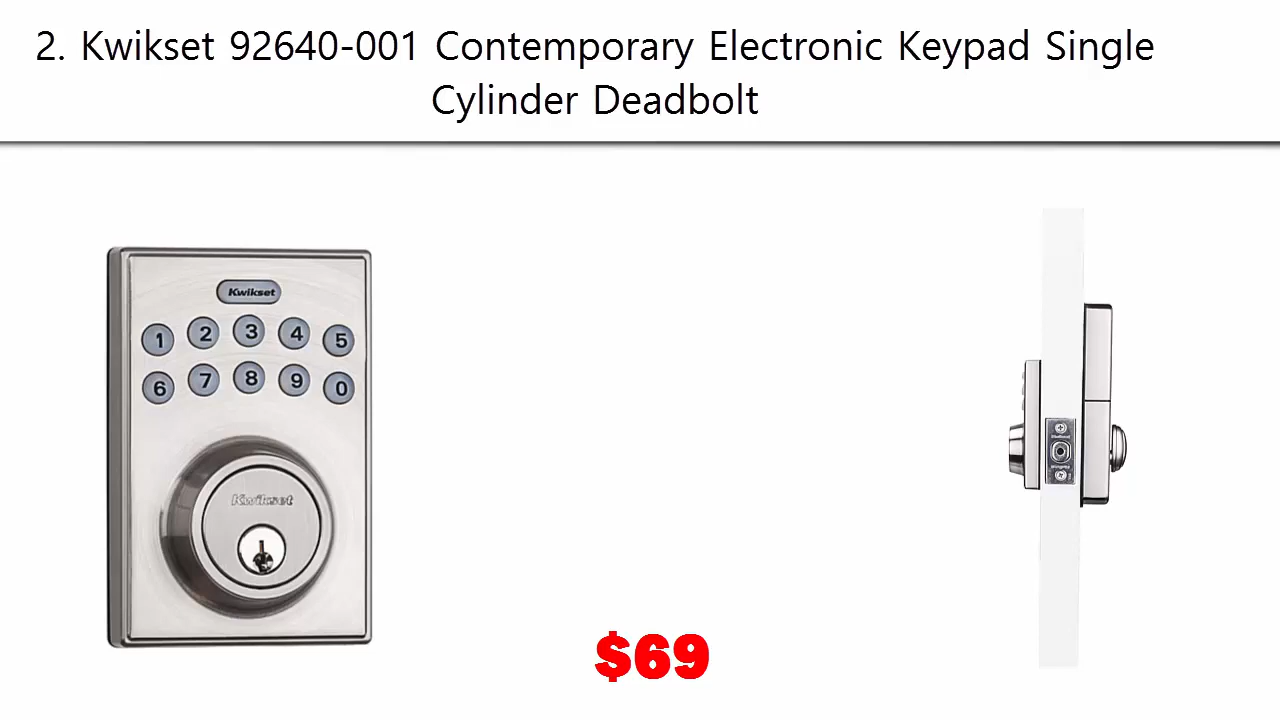 2. Kwikset 92640-001 Contemporary Electronic Keypad Single
Cylinder Deadbolt
Kwikset
1 2 3 4 5
6 7 8 9 0
Kwikset
$69